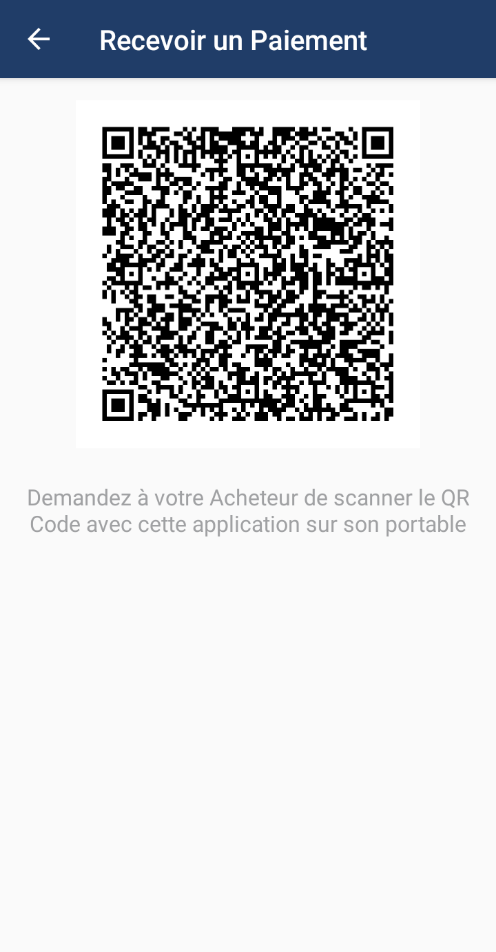 Recevoir un Paiement
Demandez à votre Acheteur de scanner le QR
Code avec cette application sur son portable